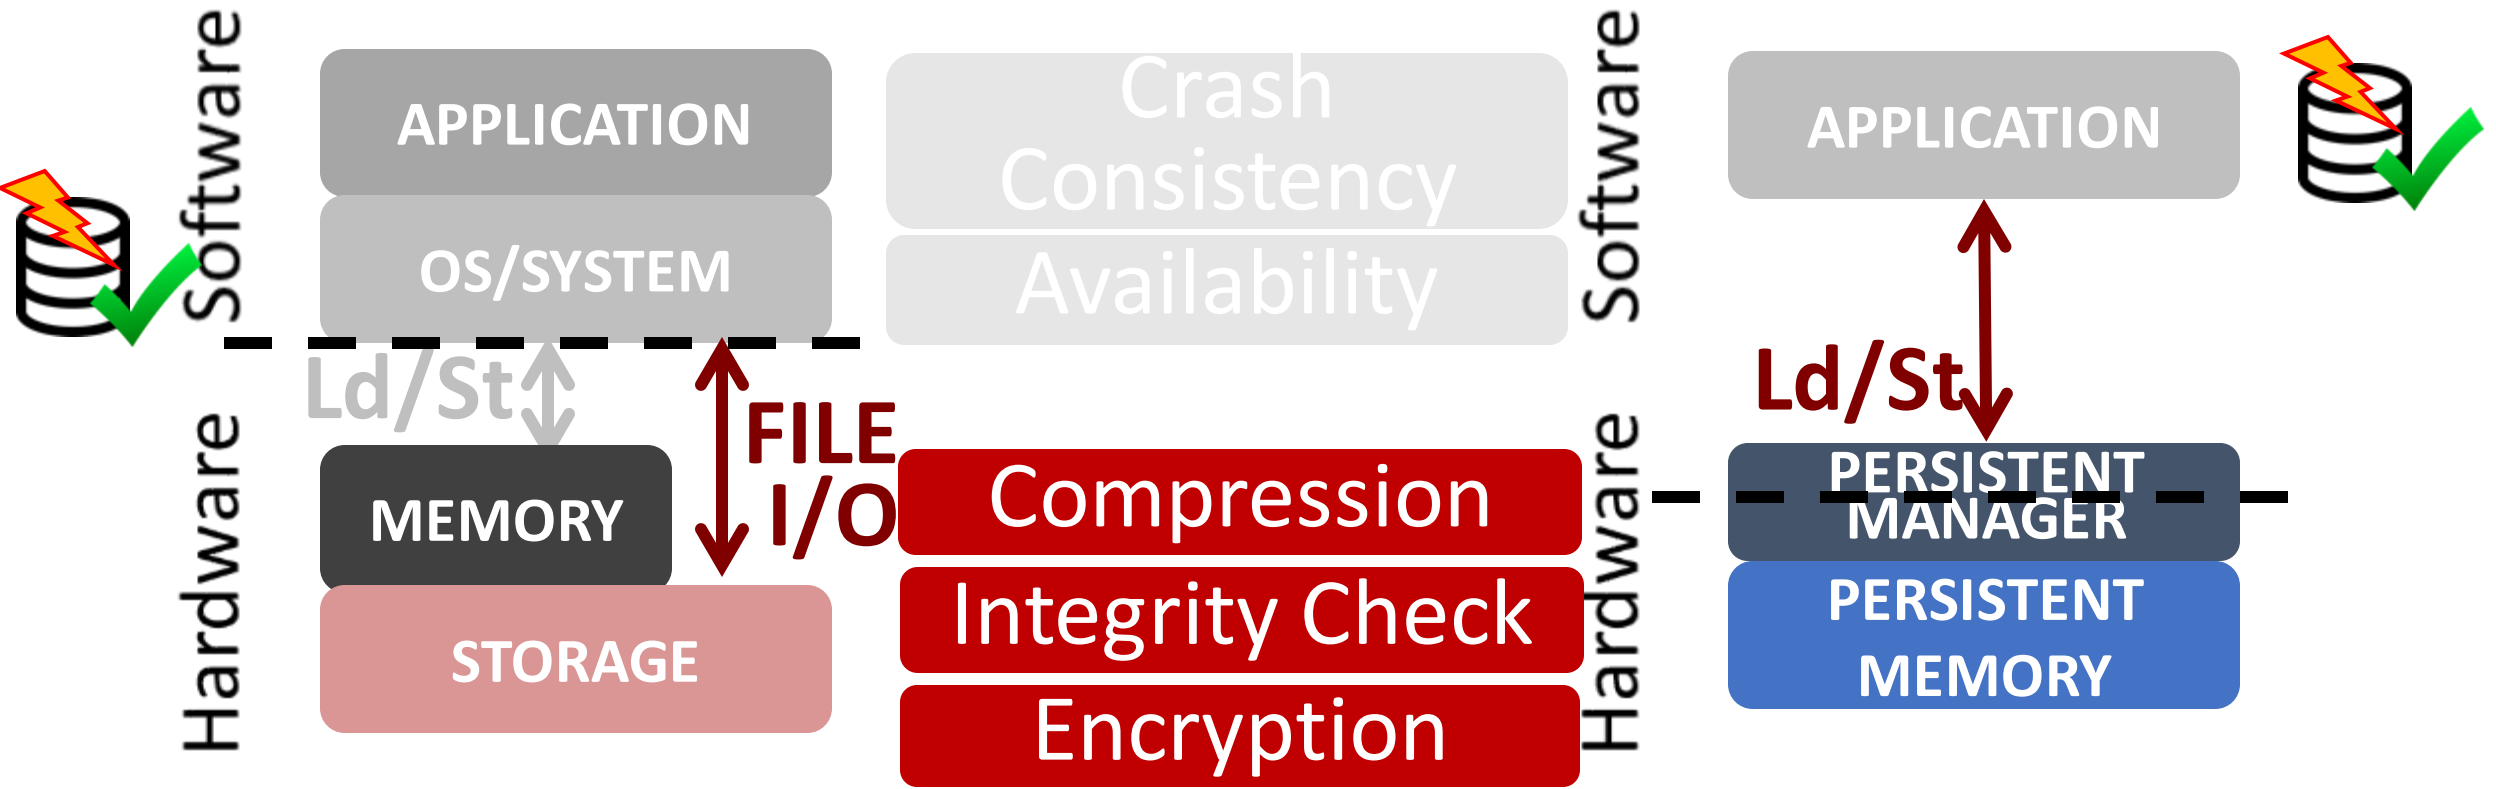 Software
APPLICATION
O/SYSTEM
Ld/St
FILE
I/O
Hardware
MEMORY
STORAGE
Crash
Consistency
Availability
Compression
Integrity Check
Encryption
Software
APPLICATION
Ld/St
Hardware
PERSISTENT
MANAGER
PERSISTENT
MEMORY